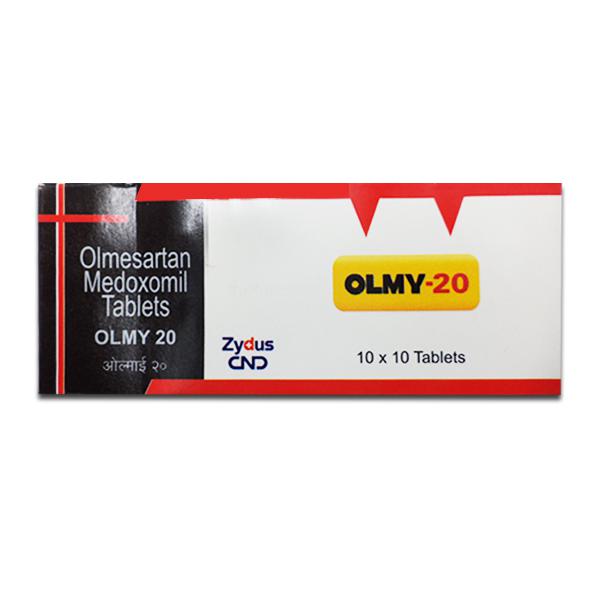 Olmesartan
Medoxomil
Tablets
OLMY 20
ओल्माई २०
Zydus
CND
OLMY-20
10 x 10 Tablets